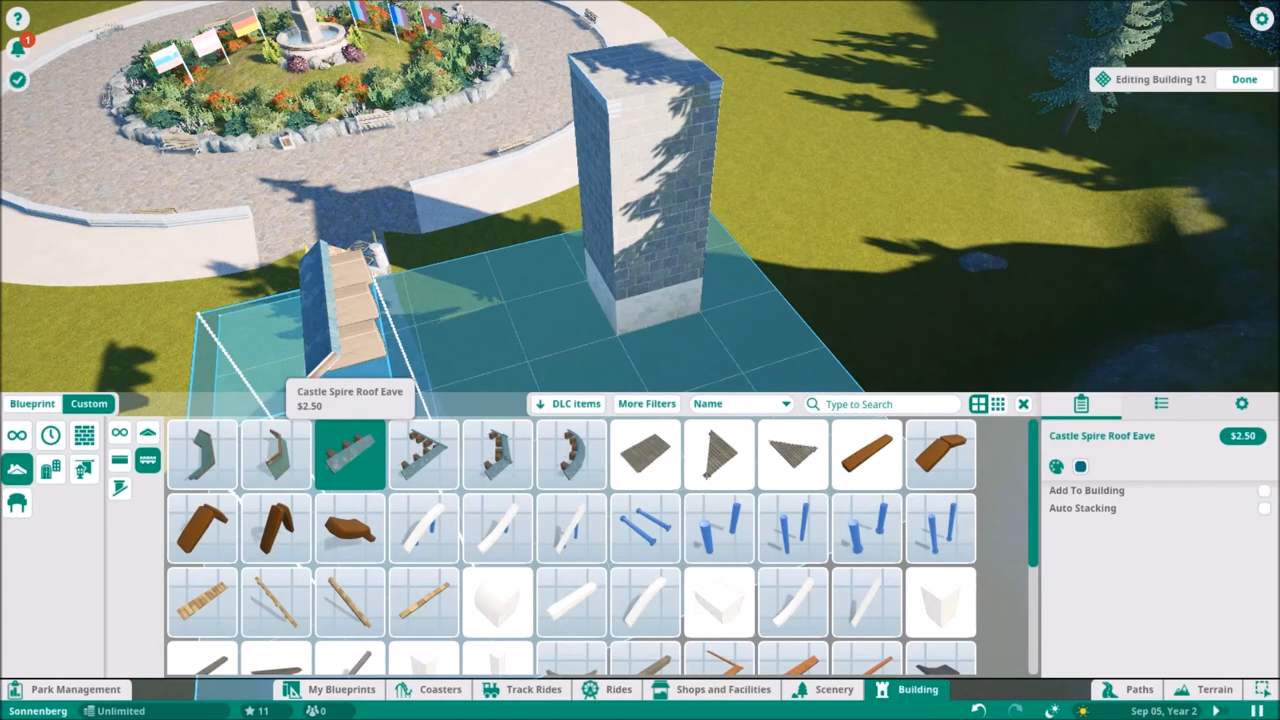 ?
1
Editing Building 12 Done
Castle Spire Roof Eave
$2.50
Blueprint Custom
DLC items More Filters Name Type to Search
Castle Spire Roof Eave $2.50
Add To Building
Auto Stacking
Park Management My Blueprints Coasters Track Rides Rides Shops and Facilities Scenery Building Paths Terrain
Sonnenberg Unlimited 11 0 Sep 05, Year 2